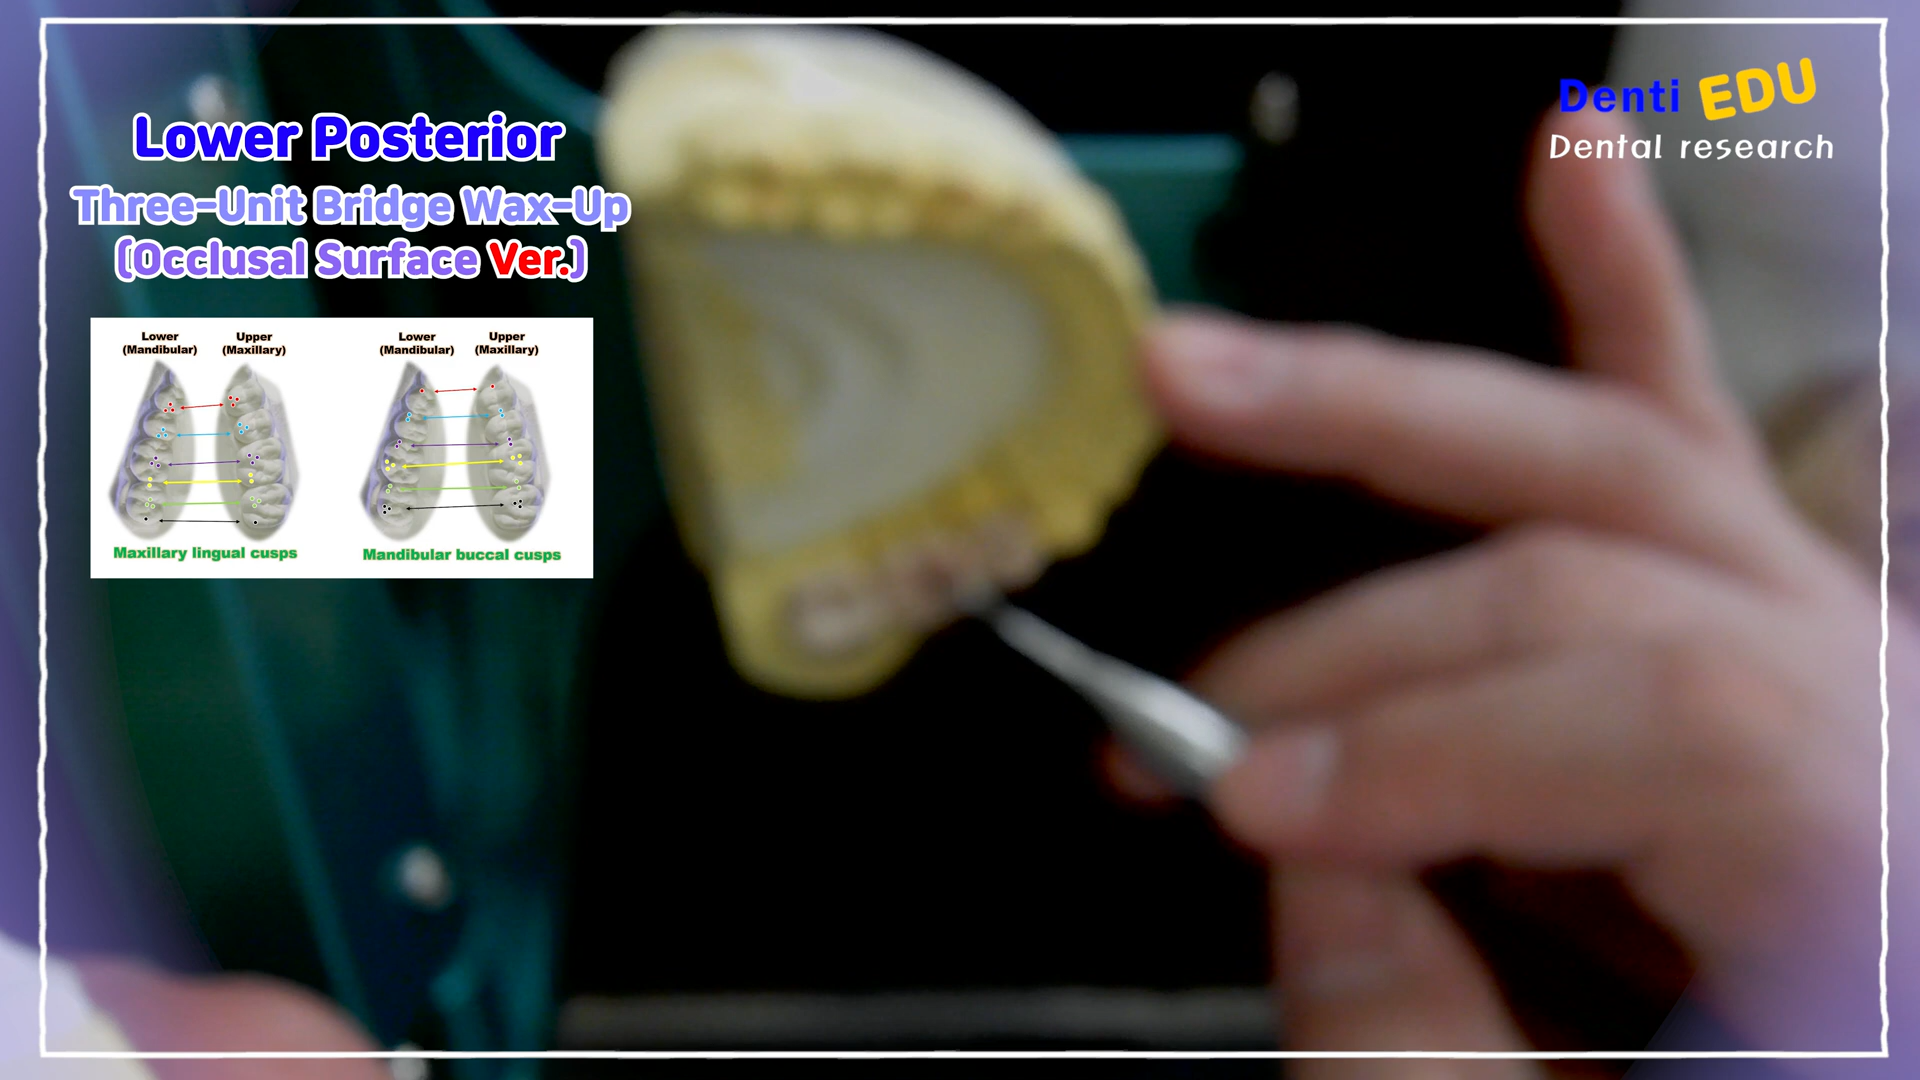 Lower Posterior
Three-Unit Bridge Wax-Up
(Occlusal Surface Ver.)
Denti EDU
Dental research
Lower
(Mandibular)
Upper
(Maxillary)
Lower
(Mandibular)
Upper
(Maxillary)
Maxillary lingual cusps
Mandibular buccal cusps